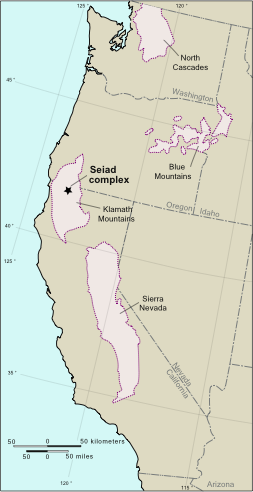 125°
120°
North
Cascades
45°
Washington
Blue
Mountains
Seiad
complex
Oregon
Idaho
Klamath
Mountains
40°
125°
Sierra
Nevada
Nevada
California
35°
50 0 50 kilometers
50 0 50 miles
120°
115°
Arizona